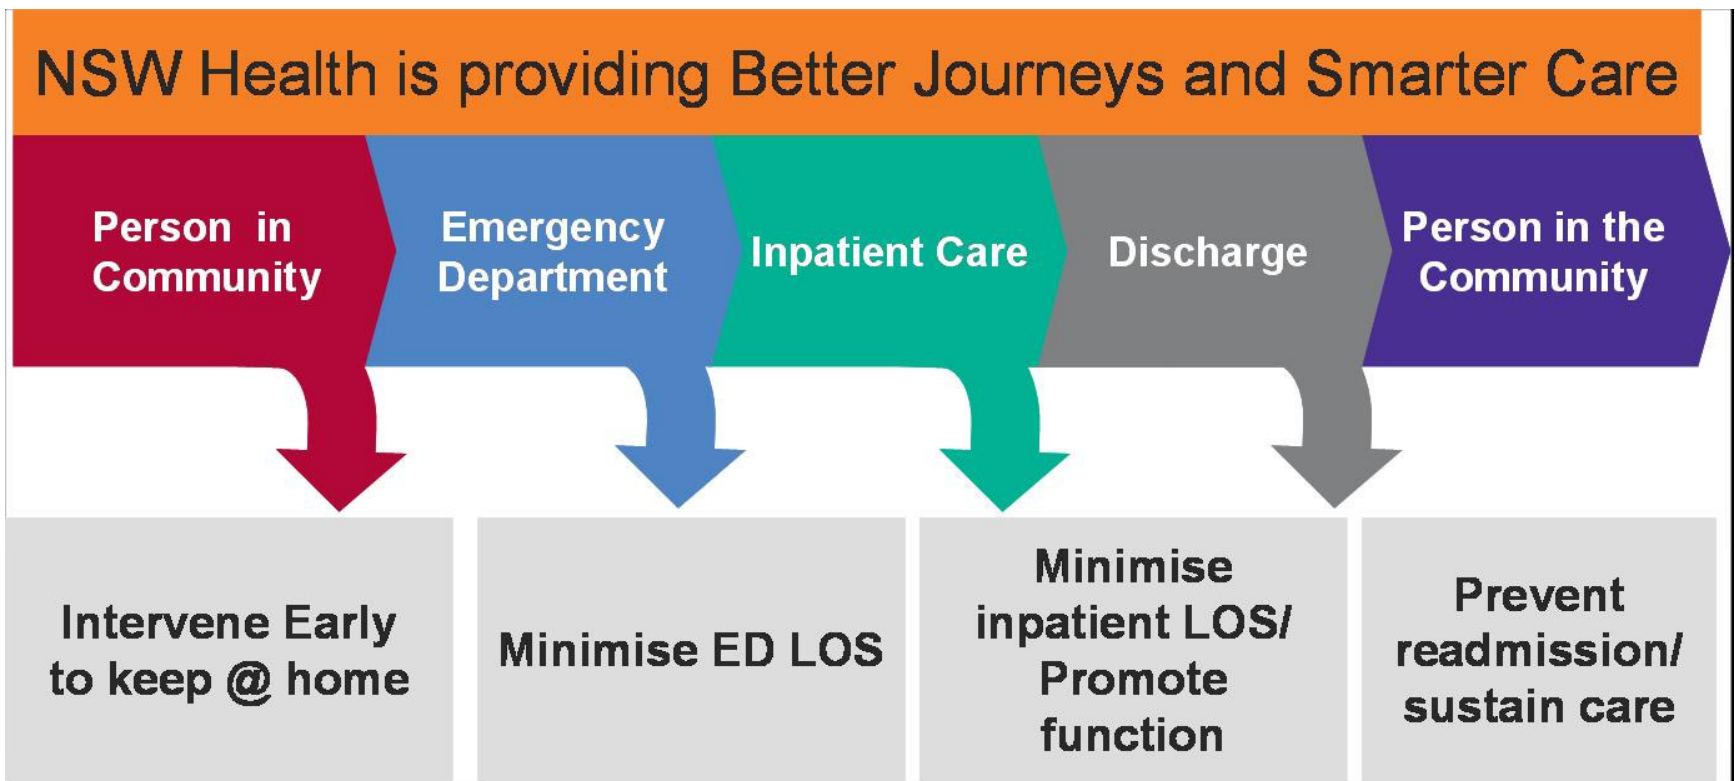 NSW Health is providing Better Journeys and Smarter Care
Person in
Community
Emergency
Department
Inpatient Care
Discharge
Person in the
Community
Intervene Early
to keep @ home
Minimise ED LOS
Minimise
inpatient LOS/
Promote
function
Prevent
readmission/
sustain care